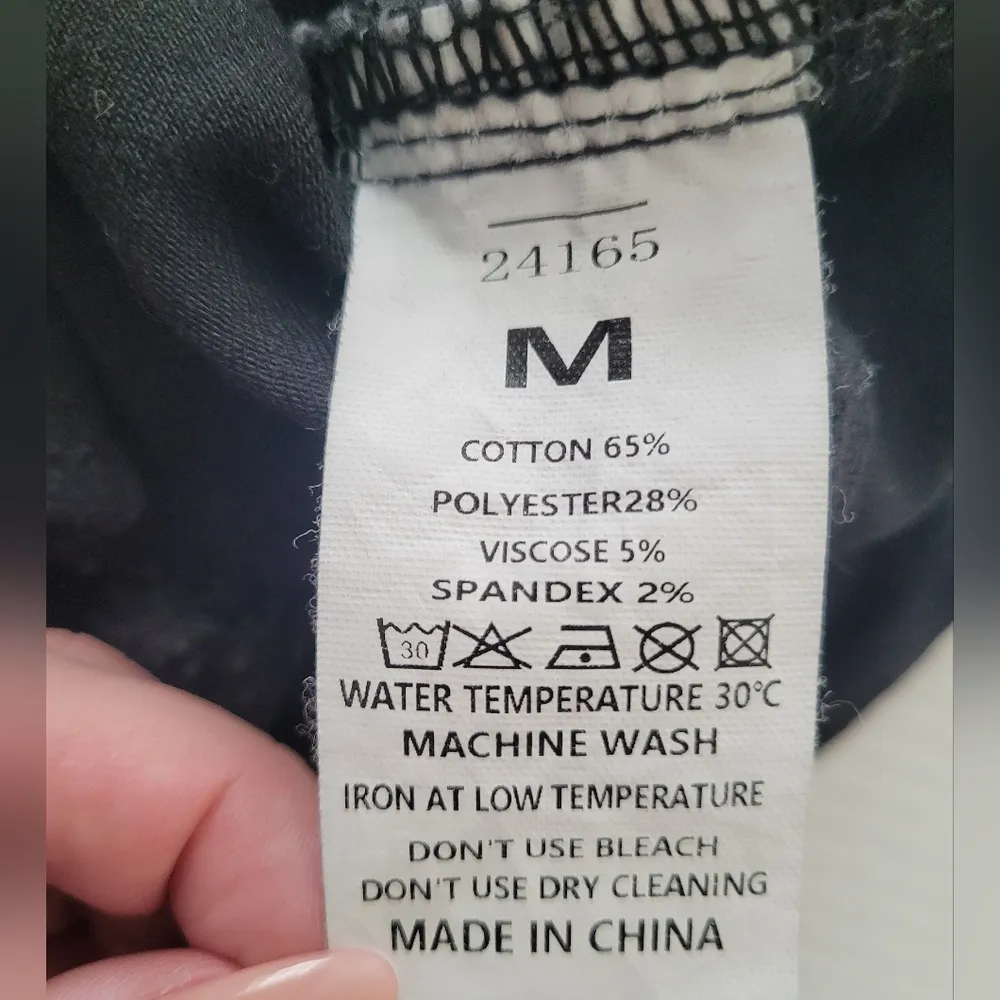 24165
M
COTTON 65%
POLYESTER28%
VISCOSE 5%
SPANDEX 2%
30
WATER TEMPERATURE 30℃
MACHINE WASH
IRON AT LOW TEMPERATURE
DON'T USE BLEACH
DON'T USE DRY CLEANING
MADE IN CHINA